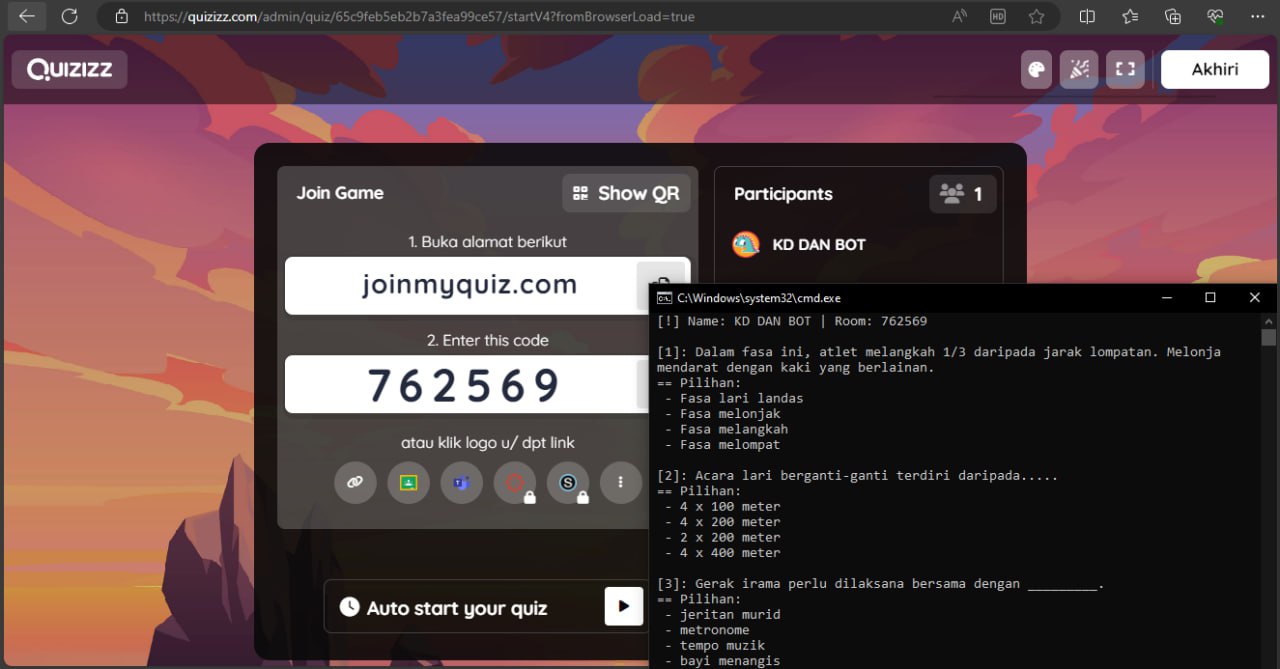 https://quizizz.com/admin/quiz/65c9feb5eb2b7a3fea99ce57/startV4?fromBrowserLoad=true
A
HD
Quizizz
Akhiri
Join Game
Show QR
1. Buka alamat berikut
joinmyquiz.com
2. Enter this code
762569
atau klik logo u/ dpt link
S
Auto start your quiz
Participants
1
KD DAN BOT
C:\Windows\system32\cmd.exe
[!] Name: KD DAN BOT | Room: 762569
[1]: Dalam fasa ini, atlet melangkah 1/3 daripada jarak lompatan. Melonja
mendarat dengan kaki yang berlainan.
== Pilihan:
- Fasa lari landas
- Fasa melonjak
- Fasa melangkah
- Fasa melompat
[2]: Acara lari berganti-ganti terdiri daripada.....
== Pilihan:
- 4 x 100 meter
- 4 x 200 meter
- 2 x 200 meter
- 4 x 400 meter
[3]: Gerak irama perlu dilaksana bersama dengan _________.
== Pilihan:
- jeritan murid
- metronome
- tempo muzik
- bayi menangis